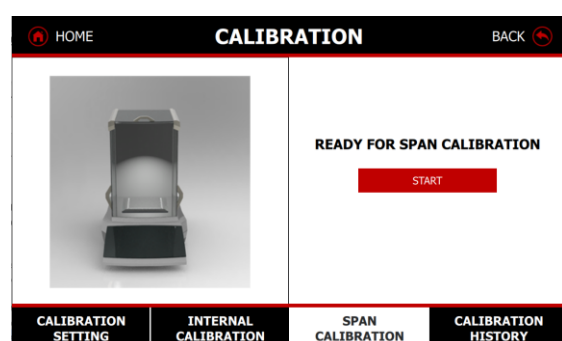 HOME
CALIBRATION
BACK
READY FOR SPAN CALIBRATION
START
CALIBRATION
SETTING
INTERNAL
CALIBRATION
SPAN
CALIBRATION
CALIBRATION
HISTORY